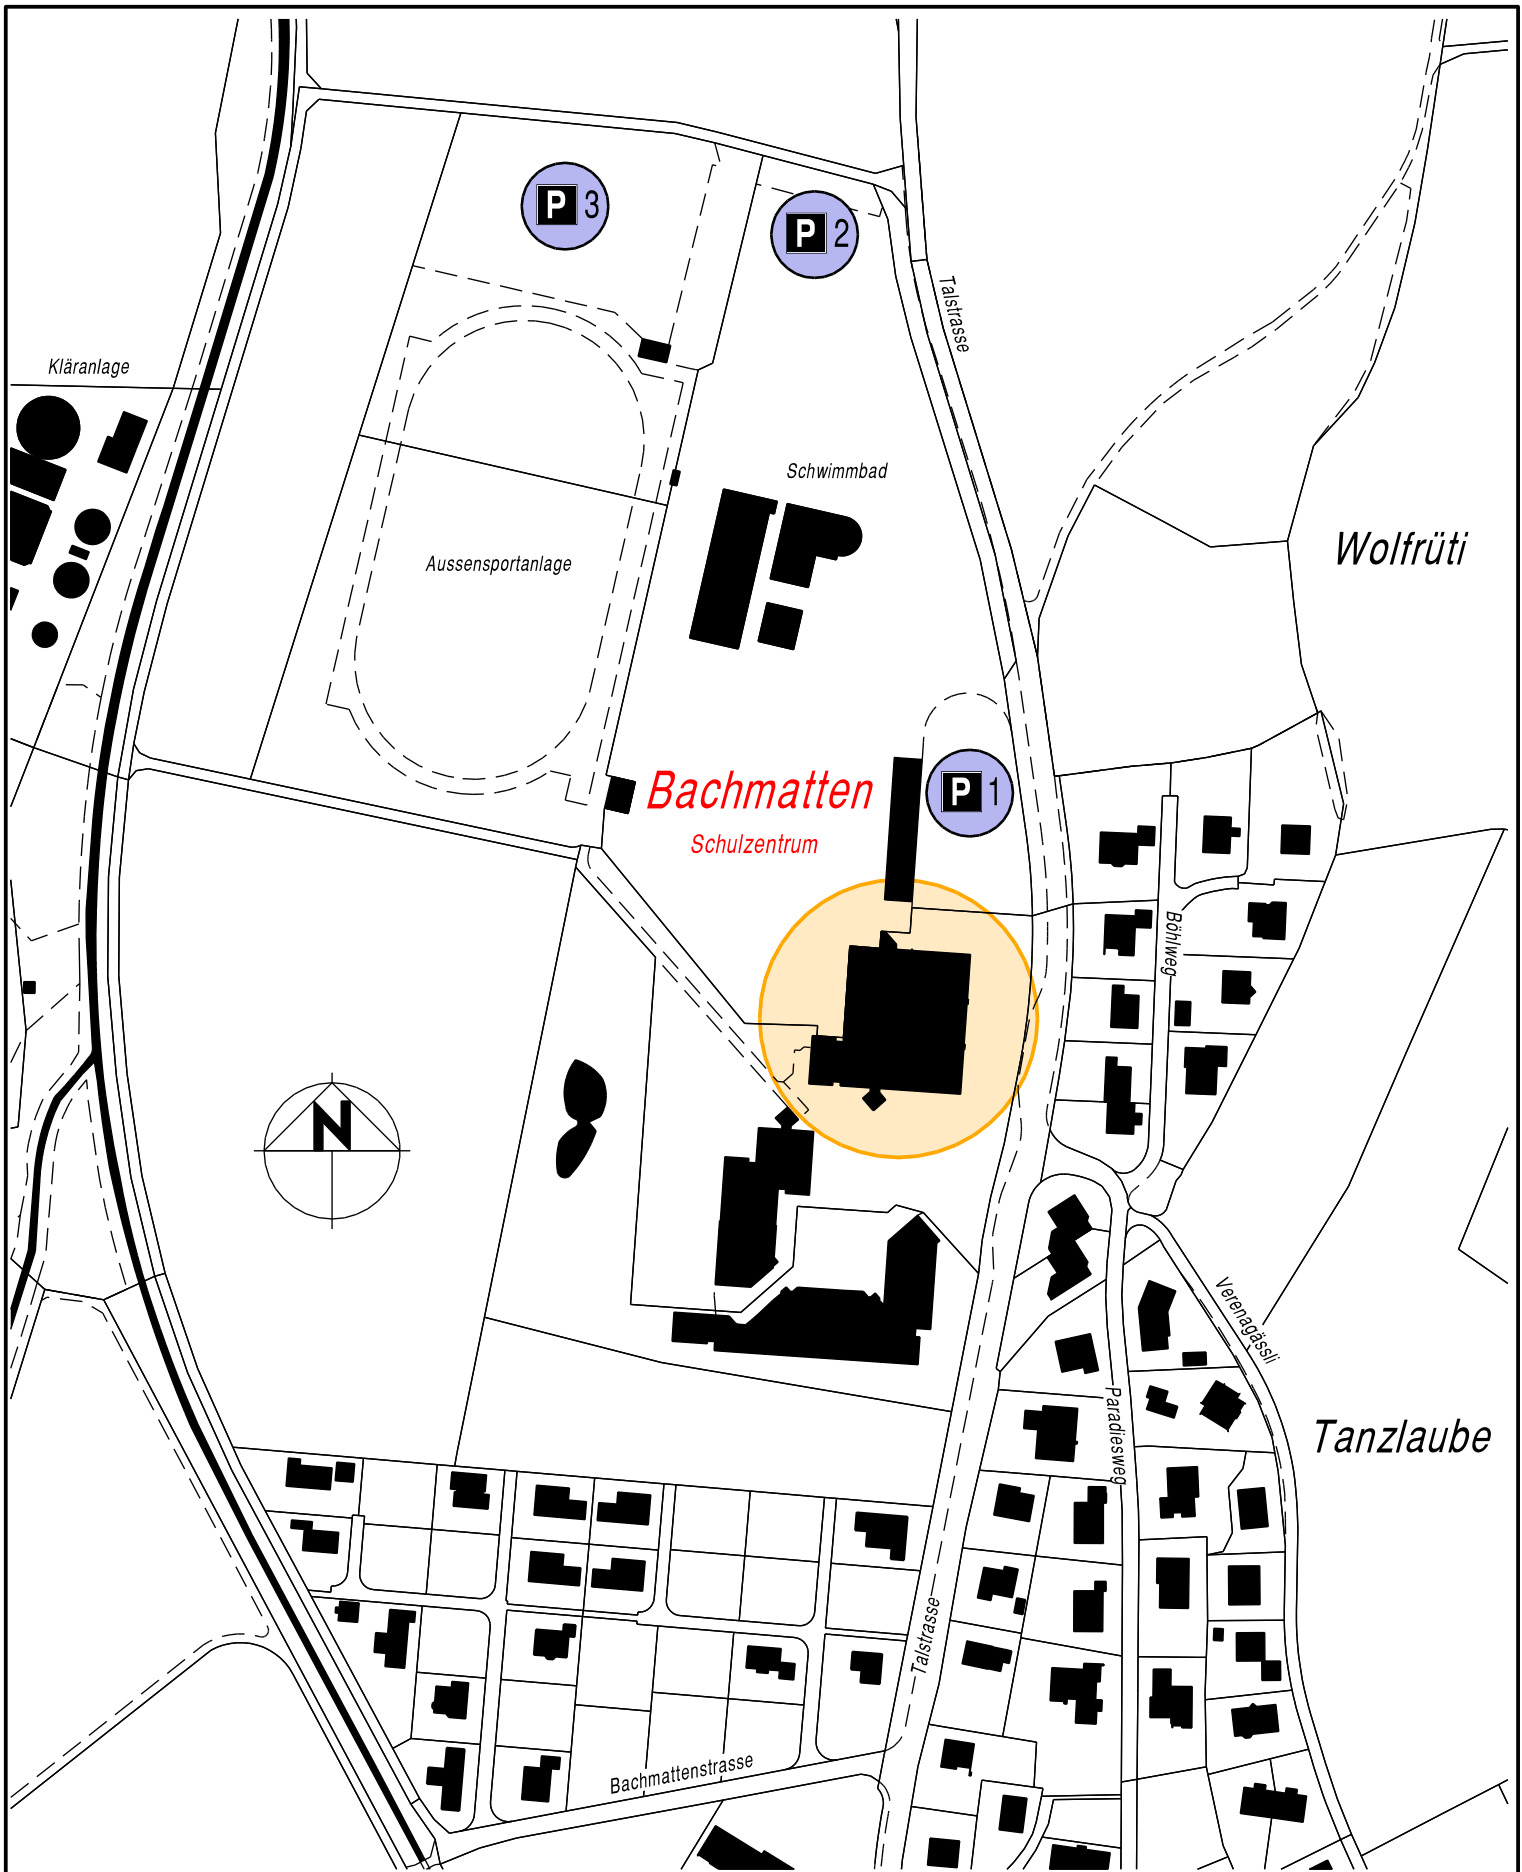 P 3
P 2
Talstrasse
Kläranlage
Schwimmbad
Wolfrüti
Aussensportanlage
Bachmatten
P 1
Schulzentrum
Böhlweg
N
Verenagässli
Paradiesweg
Tanzlaube
Talstrasse
Bachmattenstrasse